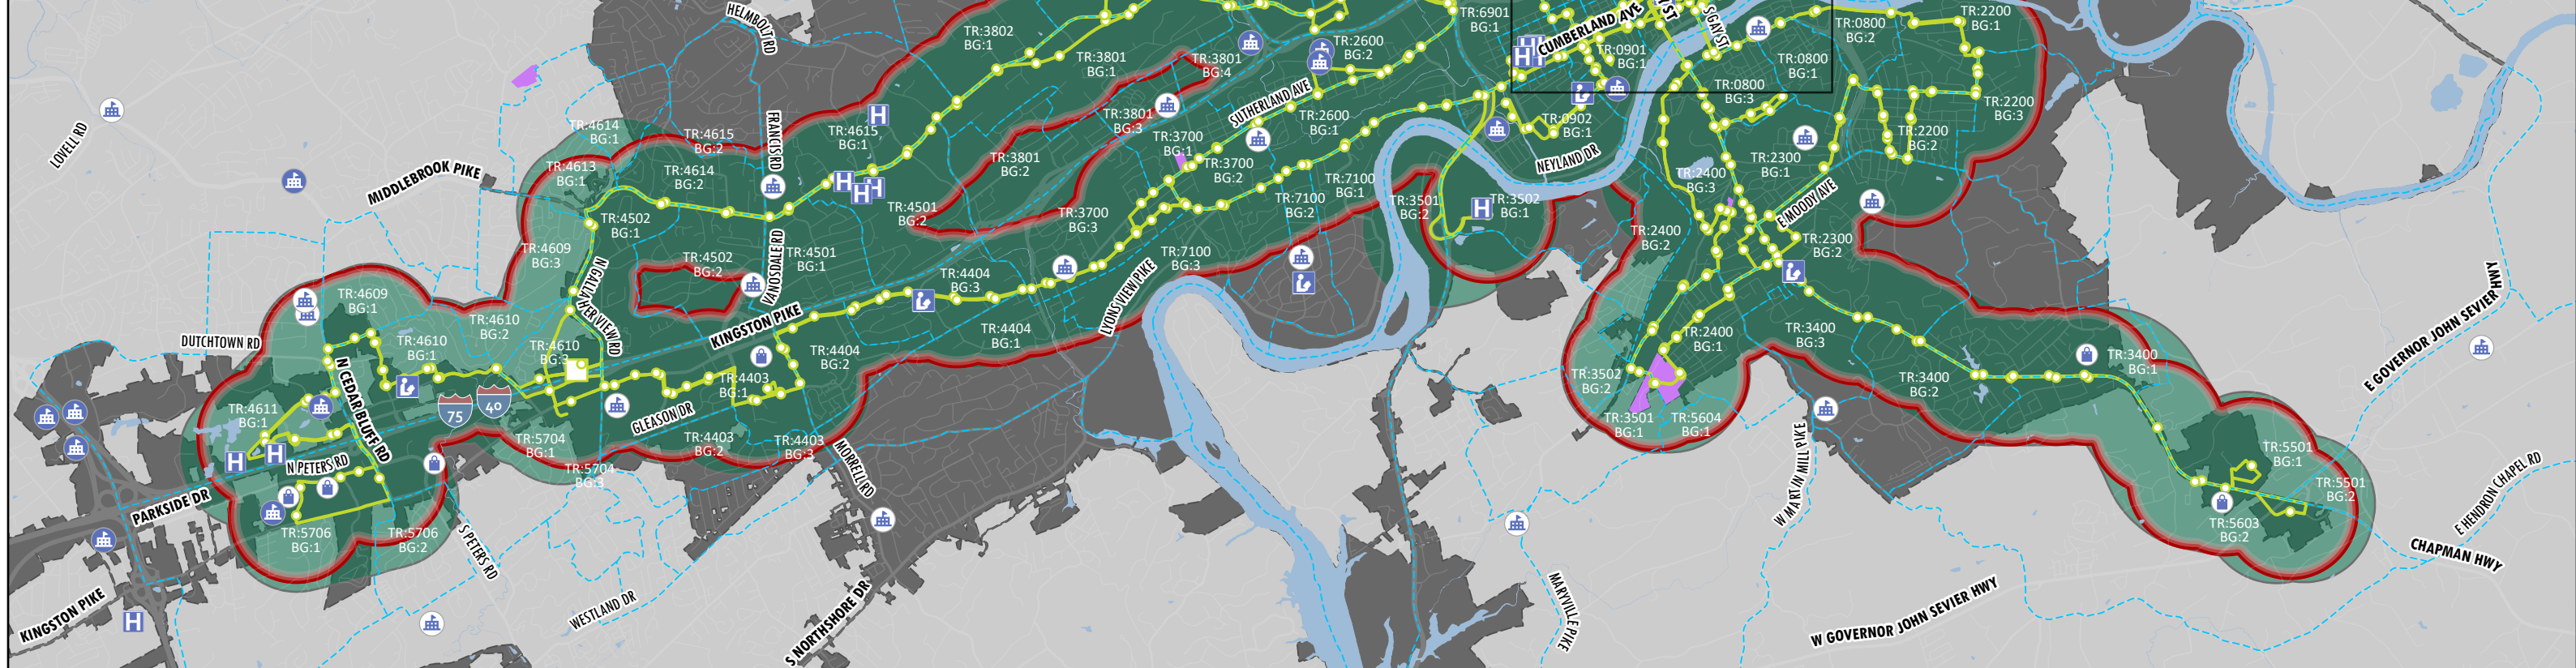 HELMBOLT RD
TR:3802
BG:1
TR:3801
BG:1
TR:3801
BG:4
TR:2600
BG:2
TR:6901
BG:1
CUMBERLAND AVE
ST
S GAY ST
TR:0901
BG:1
TR:0800
BG:2
TR:2200
BG:1
TR:0800
BG:1
TR:0800
BG:3
TR:2200
BG:3
LOVELL RD
MIDDLEBROOK PIKE
TR:4614
BG:1
TR:4615
BG:2
FRANCIS RD
TR:4615
BG:1
H
TR:3801
BG:3
SUTHERLAND AVE
TR:2600
BG:1
TR:3700
BG:1
TR:0902
BG:1
TR:2200
BG:2
TR:4613
BG:1
TR:4614
BG:2
H
H
H
TR:3801
BG:2
TR:3700
BG:2
NEYLAND DR
TR:2300
BG:1
TR:2400
BG:3
TR:7100
BG:1
TR:7100
BG:2
TR:3501
BG:2
H
TR:3502
BG:1
E MOODY AVE
TR:4502
BG:1
TR:4501
BG:2
TR:3700
BG:3
TR:2400
BG:2
TR:2300
BG:2
TR:4609
BG:3
TR:4502
BG:2
VANOSDALE RD
TR:4501
BG:1
TR:7100
BG:3
LYONS VIEW PIKE
TR:4404
BG:3
N GALLAHER VIEW RD
KINGSTON PIKE
TR:4609
BG:1
TR:4610
BG:2
DUTCHTOWN RD
TR:4610
BG:1
TR:4610
BG:3
TR:4404
BG:2
TR:4404
BG:1
TR:2400
BG:1
TR:3400
BG:3
TR:3400
BG:1
E GOVERNOR JOHN SEVIER HWY
N CEDAR BLUFF RD
75
40
TR:4403
BG:1
TR:3502
BG:2
TR:3400
BG:2
TR:4611
BG:1
GLEASON DR
TR:3501
BG:1
TR:5604
BG:1
TR:5704
BG:1
TR:4403
BG:2
TR:4403
BG:3
MORRELL RD
W MARTIN MILL PIKE
TR:5501
BG:1
H
H
N PETERS RD
TR:5704
BG:3
TR:5501
BG:2
E HENDRON CHAPEL RD
PARKSIDE DR
TR:5706
BG:1
TR:5706
BG:2
S PETERS RD
TR:5603
BG:2
CHAPMAN HWY
KINGSTON PIKE
H
WESTLAND DR
S NORTHSHORE DR
MARYVILLE PIKE
W GOVERNOR JOHN SEVIER HWY